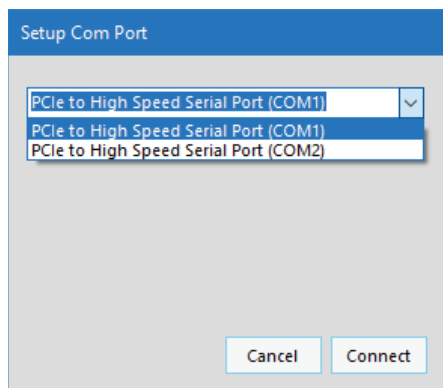 Setup Com Port
PCIe to High Speed Serial Port (COM1)
PCIe to High Speed Serial Port (COM1)
PCIe to High Speed Serial Port (COM2)
Cancel Connect